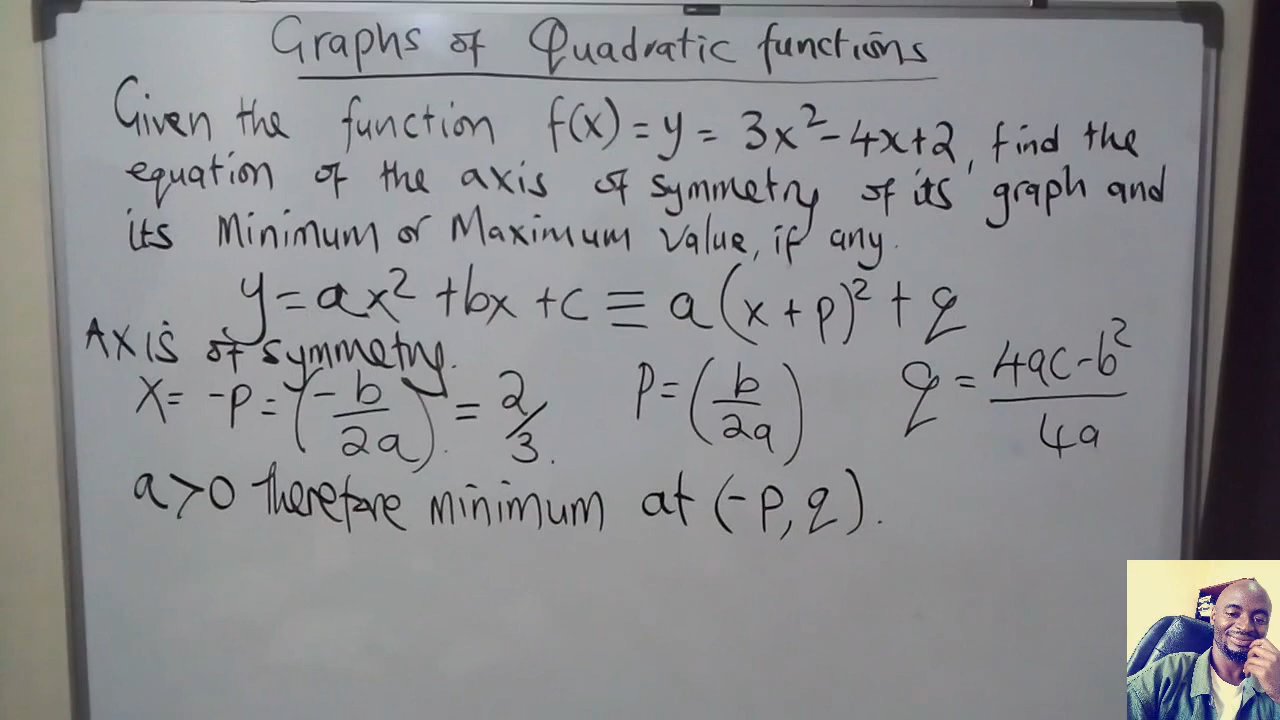 Graphs of Quadratic functions
Given the function f(x) = y = 3x² - 4x + 2, find the
equation of the axis of symmetry of its graph and
its Minimum or Maximum value, if any.
y = ax² + bx + c ≡ a(x + p)² + q
Axis of symmetry.
x = -p = (-b/2a) = 2/3. p = (b/2a) q = (4ac - b²)/4a
a > 0 therefore minimum at (-p, q).